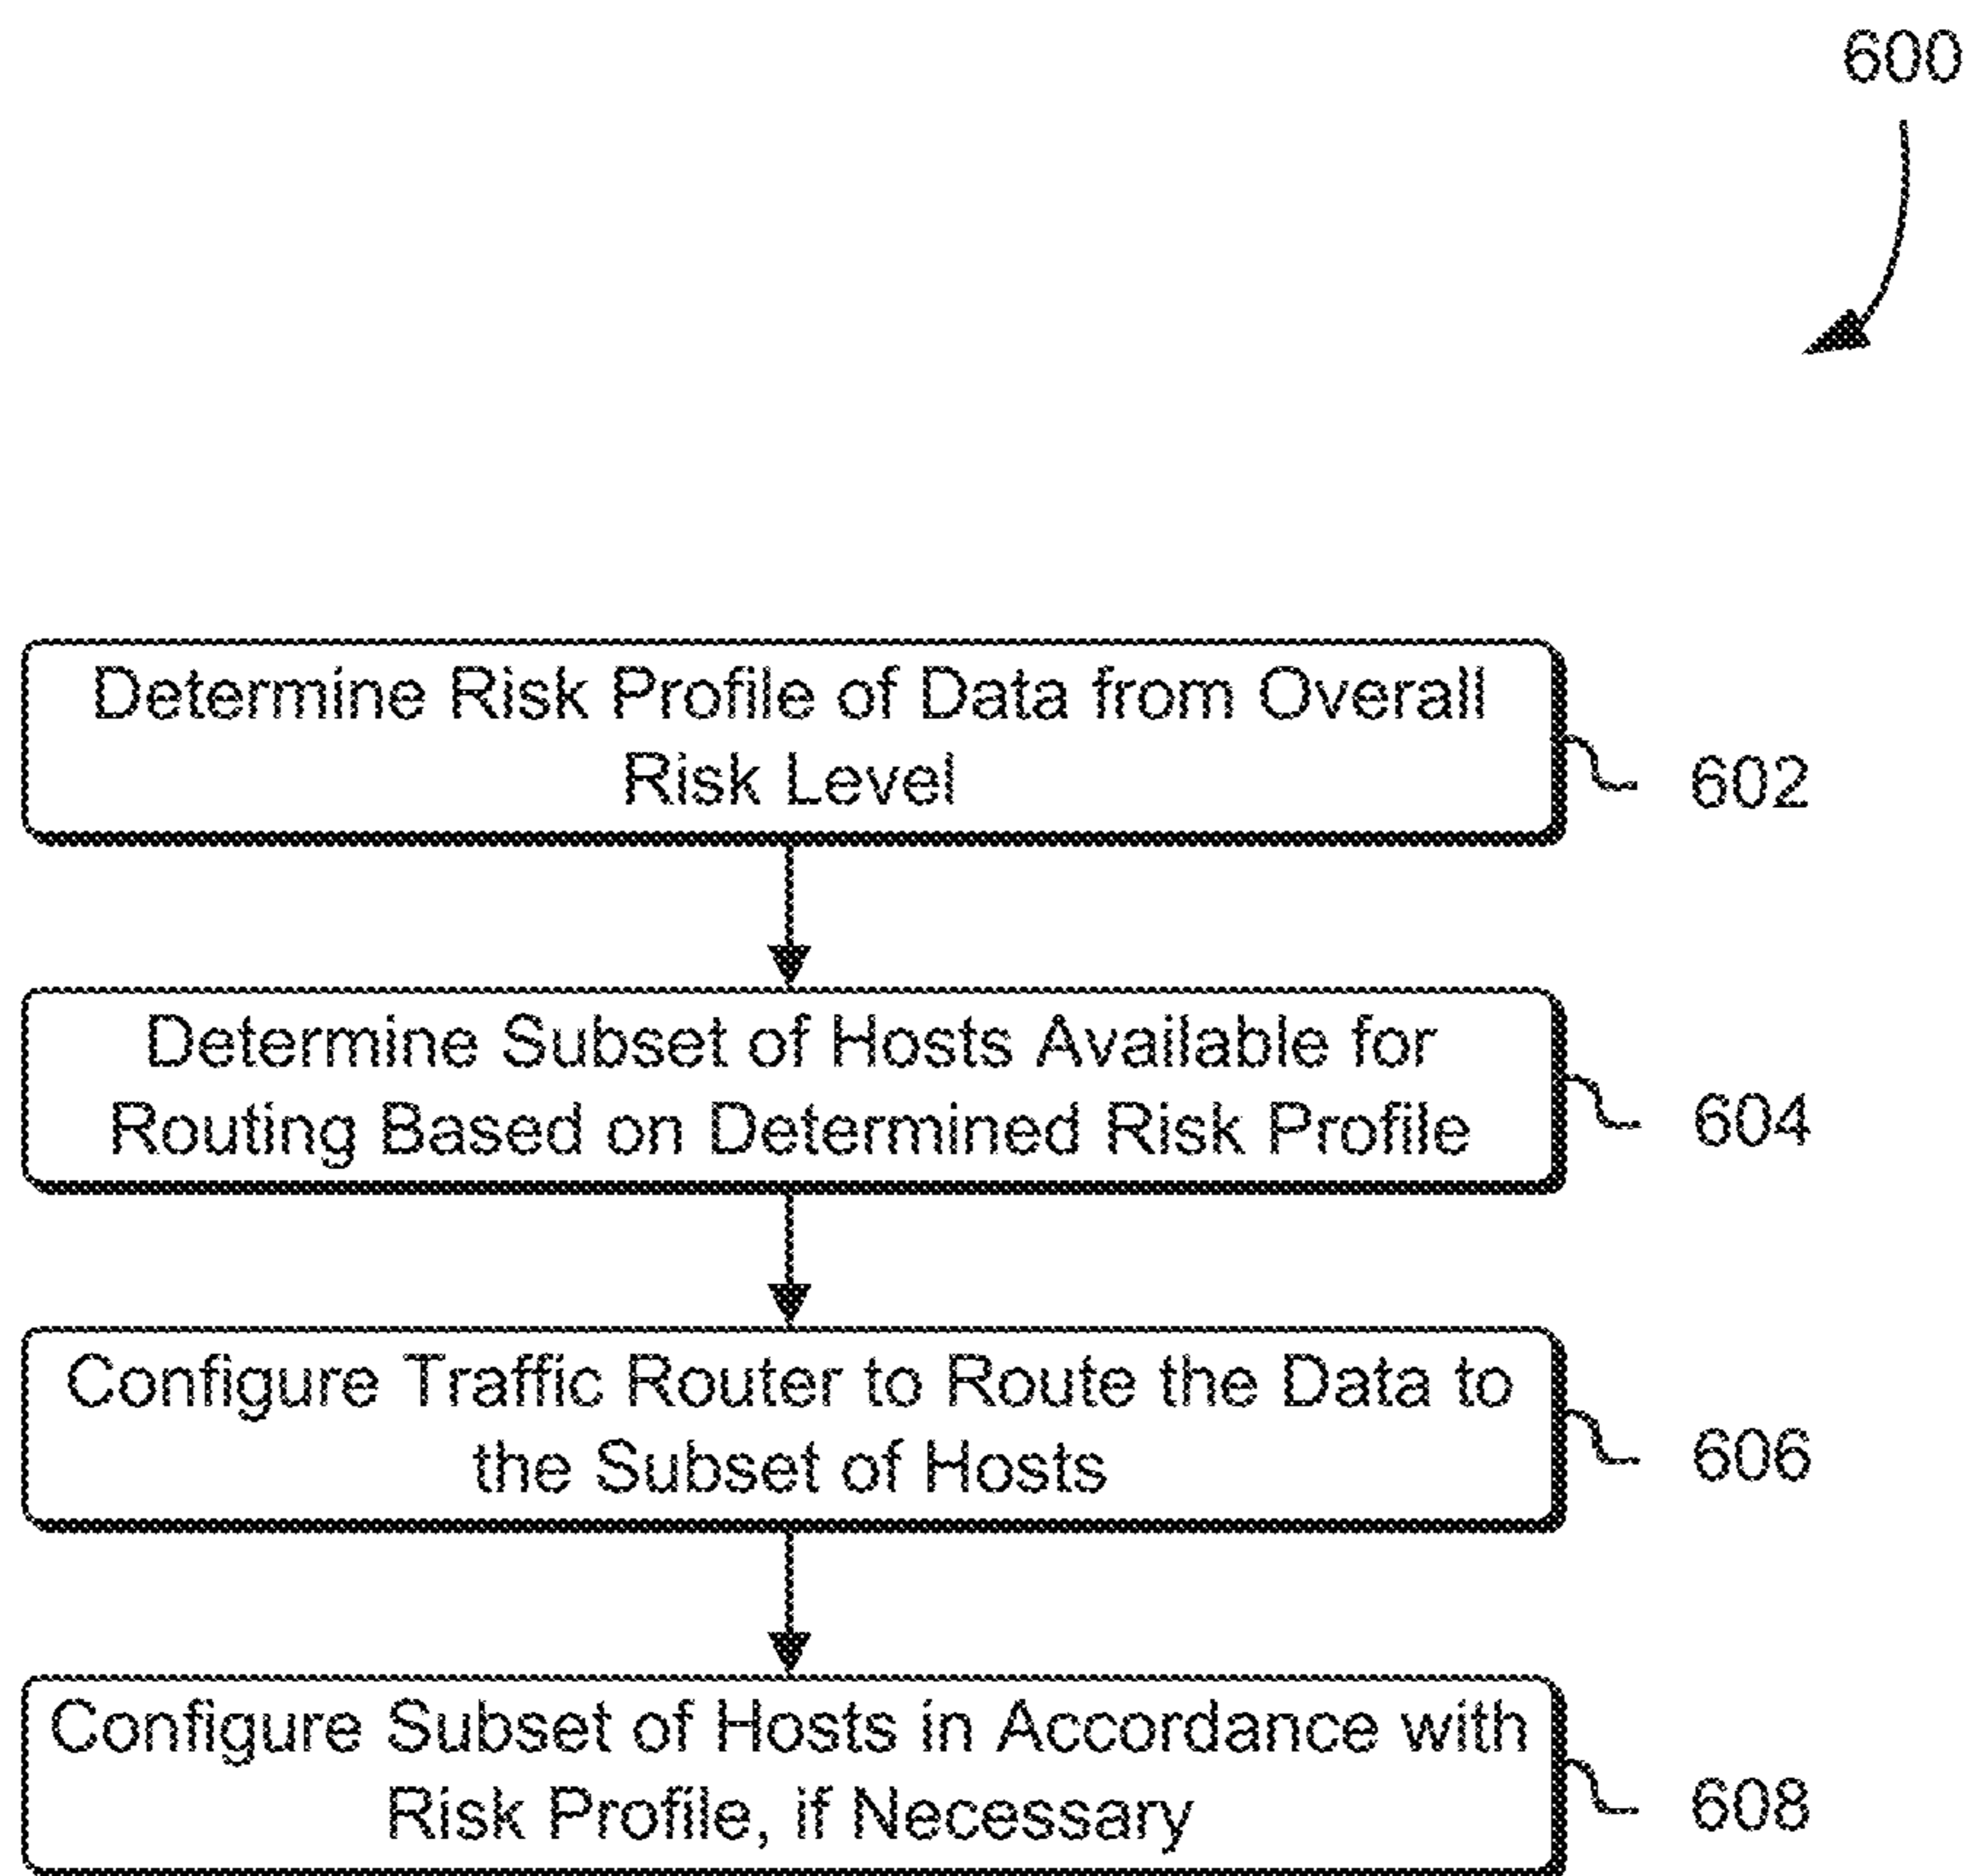 600
Determine Risk Profile of Data from Overall
Risk Level
602
Determine Subset of Hosts Available for
Routing Based on Determined Risk Profile
604
Configure Traffic Router to Route the Data to
the Subset of Hosts
606
Configure Subset of Hosts in Accordance with
Risk Profile, if Necessary
608